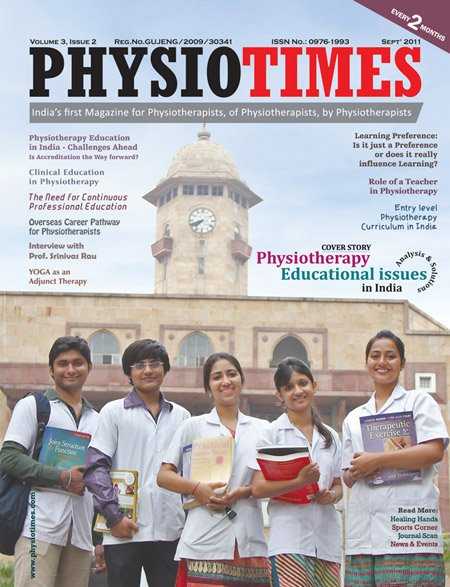 EVERY 2 MONTHS
VOLUME 3, ISSUE 2 REG.NO.GUJENG/2009/30341 ISSN NO.: 0976-1993 SEPT' 2011
PHYSIOTIMES
India's first Magazine for Physiotherapists, of Physiotherapists, by Physiotherapists
Physiotherapy Education
in India - Challenges Ahead
Is Accreditation the Way forward?
Clinical Education
in Physiotherapy
The Need for Continuous
Professional Education
Overseas Career Pathway
for Physiotherapists
Interview with
Prof. Srinivas Rau
YOGA as an
Adjunct Therapy
Learning Preference:
Is it just a Preference
or does it really
influence Learning?
Role of a Teacher
in Physiotherapy
Entry level
Physiotherapy
Curriculum in India
COVER STORY
Physiotherapy
Educational issues
in India
Analysis & Solutions
Joint Structure
Function
Therapeutic
Exercise
www.physiotimes.com
Read More:
Healing Hands
Sports Corner
Journal Scan
News & Events